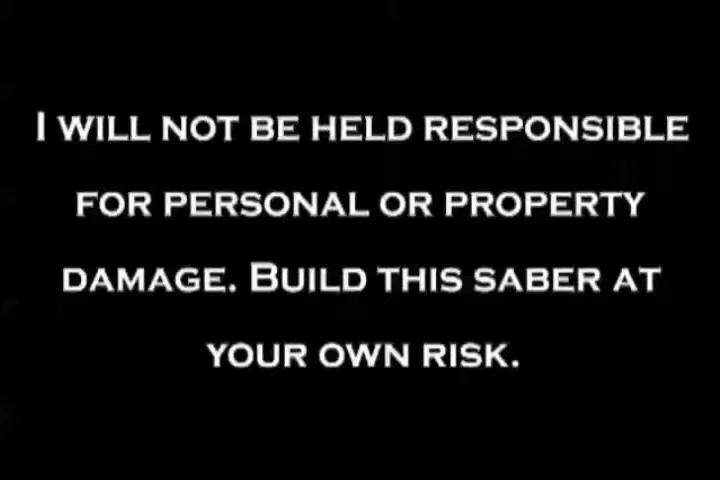 I WILL NOT BE HELD RESPONSIBLE
FOR PERSONAL OR PROPERTY
DAMAGE. BUILD THIS SABER AT
YOUR OWN RISK.